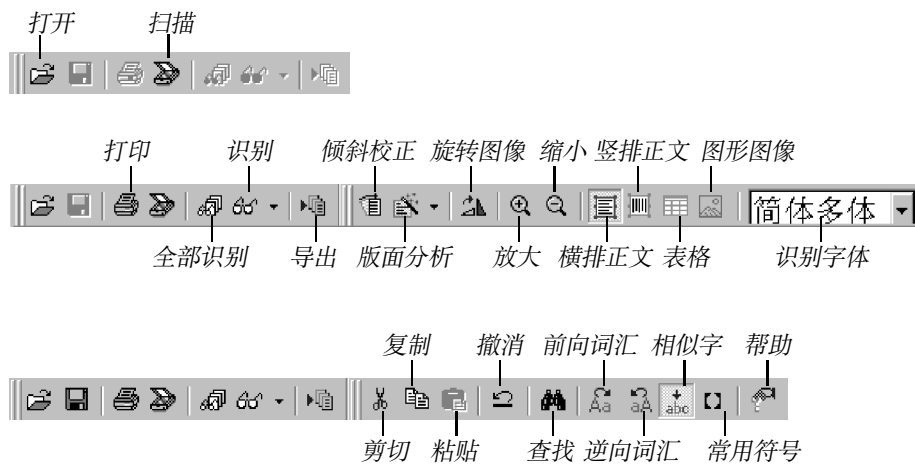 打开 扫描
打印 识别 倾斜校正 旋转图像 缩小 竖排正文 图形图像
简体多体
全部识别 导出 版面分析 放大 横排正文 表格 识别字体
复制 撤消 前向词汇 相似字 帮助
Aa aA abc
剪切 粘贴 查找 逆向词汇 常用符号